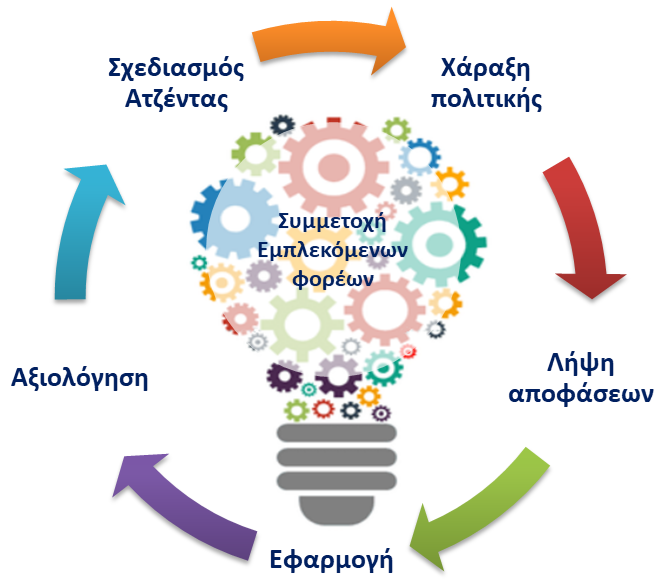 Σχεδιασμός
Ατζέντας
Χάραξη
πολιτικής
Συμμετοχή
Εμπλεκόμενων
φορέων
Λήψη
αποφάσεων
Εφαρμογή
Αξιολόγηση